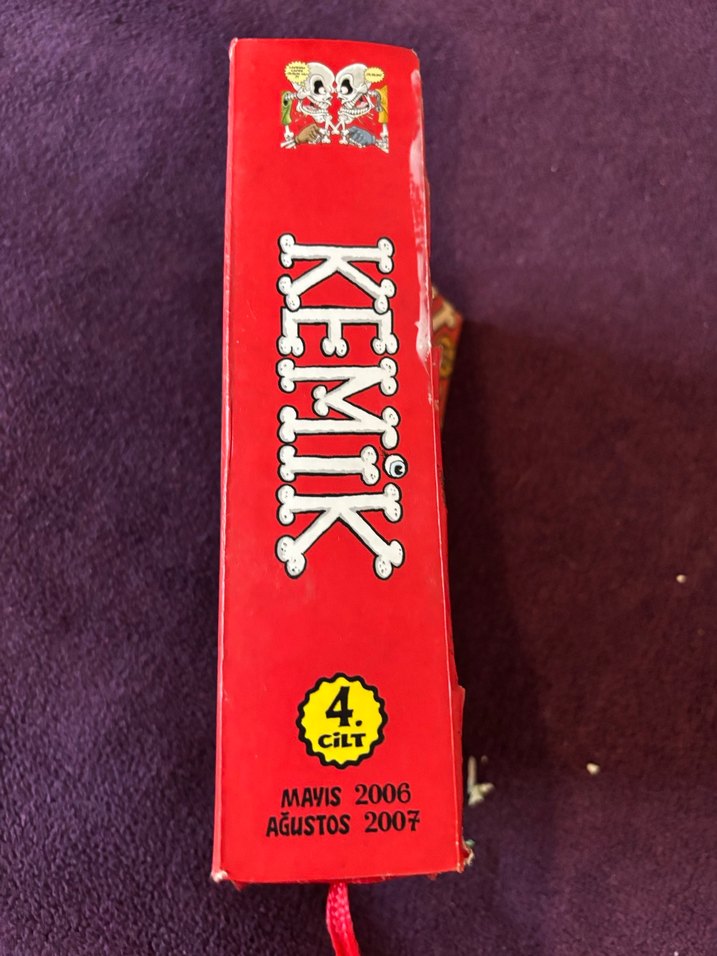 KEMİK
4.
CİLT
MAYIS 2006
AĞUSTOS 2007